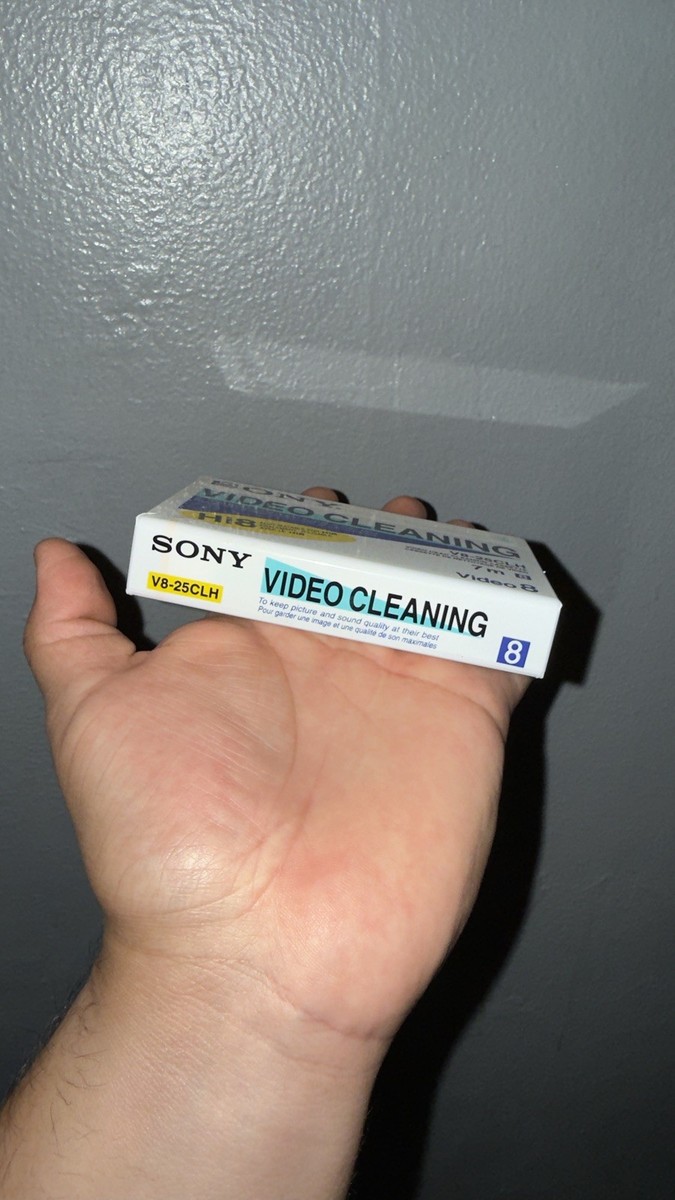 SONY
VIDEO CLEANING
Hi8
V8-25CLH
7m 8
Video 8
SONY
V8-25CLH
VIDEO CLEANING
To keep picture and sound quality at their best
Pour garder une image et une qualité de son maximales
8